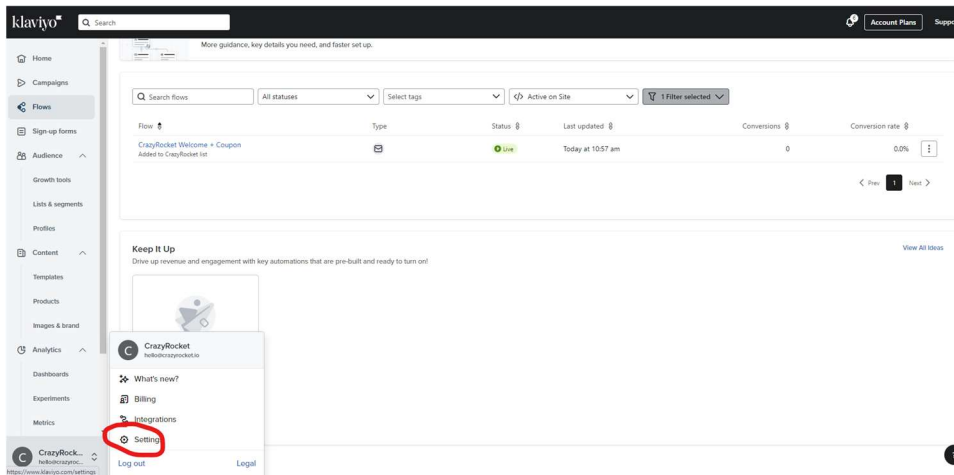 klaviyo
Search
Account Plans
Home
More guidance, key details you need, and faster set up.
Campaigns
Flows
Sign-up forms
Audience
Growth tools
Lists & segments
Profiles
Content
Templates
Products
Images & brand
Analytics
Dashboards
Experiments
Metrics
CrazyRock...
hello@crazyroc...
https://www.klaviyo.com/settings
Search flows
All statuses
Select tags
Active on Site
1 Filter selected
Flow Type Status Last updated Conversions Conversion rate
CrazyRocket Welcome + Coupon
Added to CrazyRocket list
Live
Today at 10:57 am
0
0.0%
Prev 1 Next
Keep It Up
View All Ideas
Drive up revenue and engagement with key automations that are pre-built and ready to turn on!
C
CrazyRocket
hello@crazyrocket.io
What's new?
Billing
Integrations
Setting
Log out
Legal
C